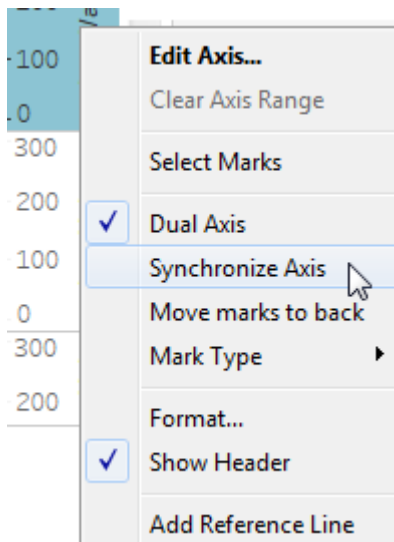 100
0
300
200
100
0
300
200
Edit Axis...
Clear Axis Range
Select Marks
Dual Axis
Synchronize Axis
Move marks to back
Mark Type
Format...
Show Header
Add Reference Line